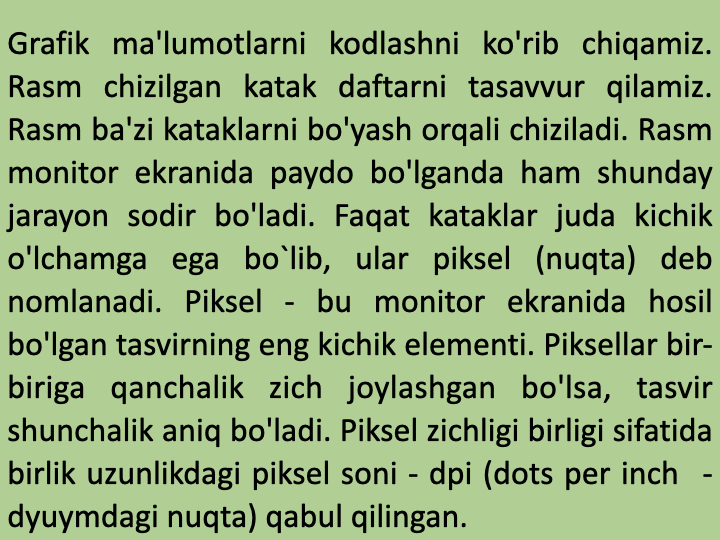 Grafik ma'lumotlarni kodlashni ko'rib chiqamiz.
Rasm chizilgan katak daftarni tasavvur qilamiz.
Rasm ba'zi kataklarni bo'yash orqali chiziladi. Rasm
monitor ekranida paydo bo'lganda ham shunday
jarayon sodir bo'ladi. Faqat kataklar juda kichik
o'lchamga ega bo`lib, ular piksel (nuqta) deb
nomlanadi. Piksel - bu monitor ekranida hosil
bo'lgan tasvirning eng kichik elementi. Piksellar bir-
biriga qanchalik zich joylashgan bo'lsa, tasvir
shunchalik aniq bo'ladi. Piksel zichligi birligi sifatida
birlik uzunlikdagi piksel soni - dpi (dots per inch -
dyuymdagi nuqta) qabul qilingan.